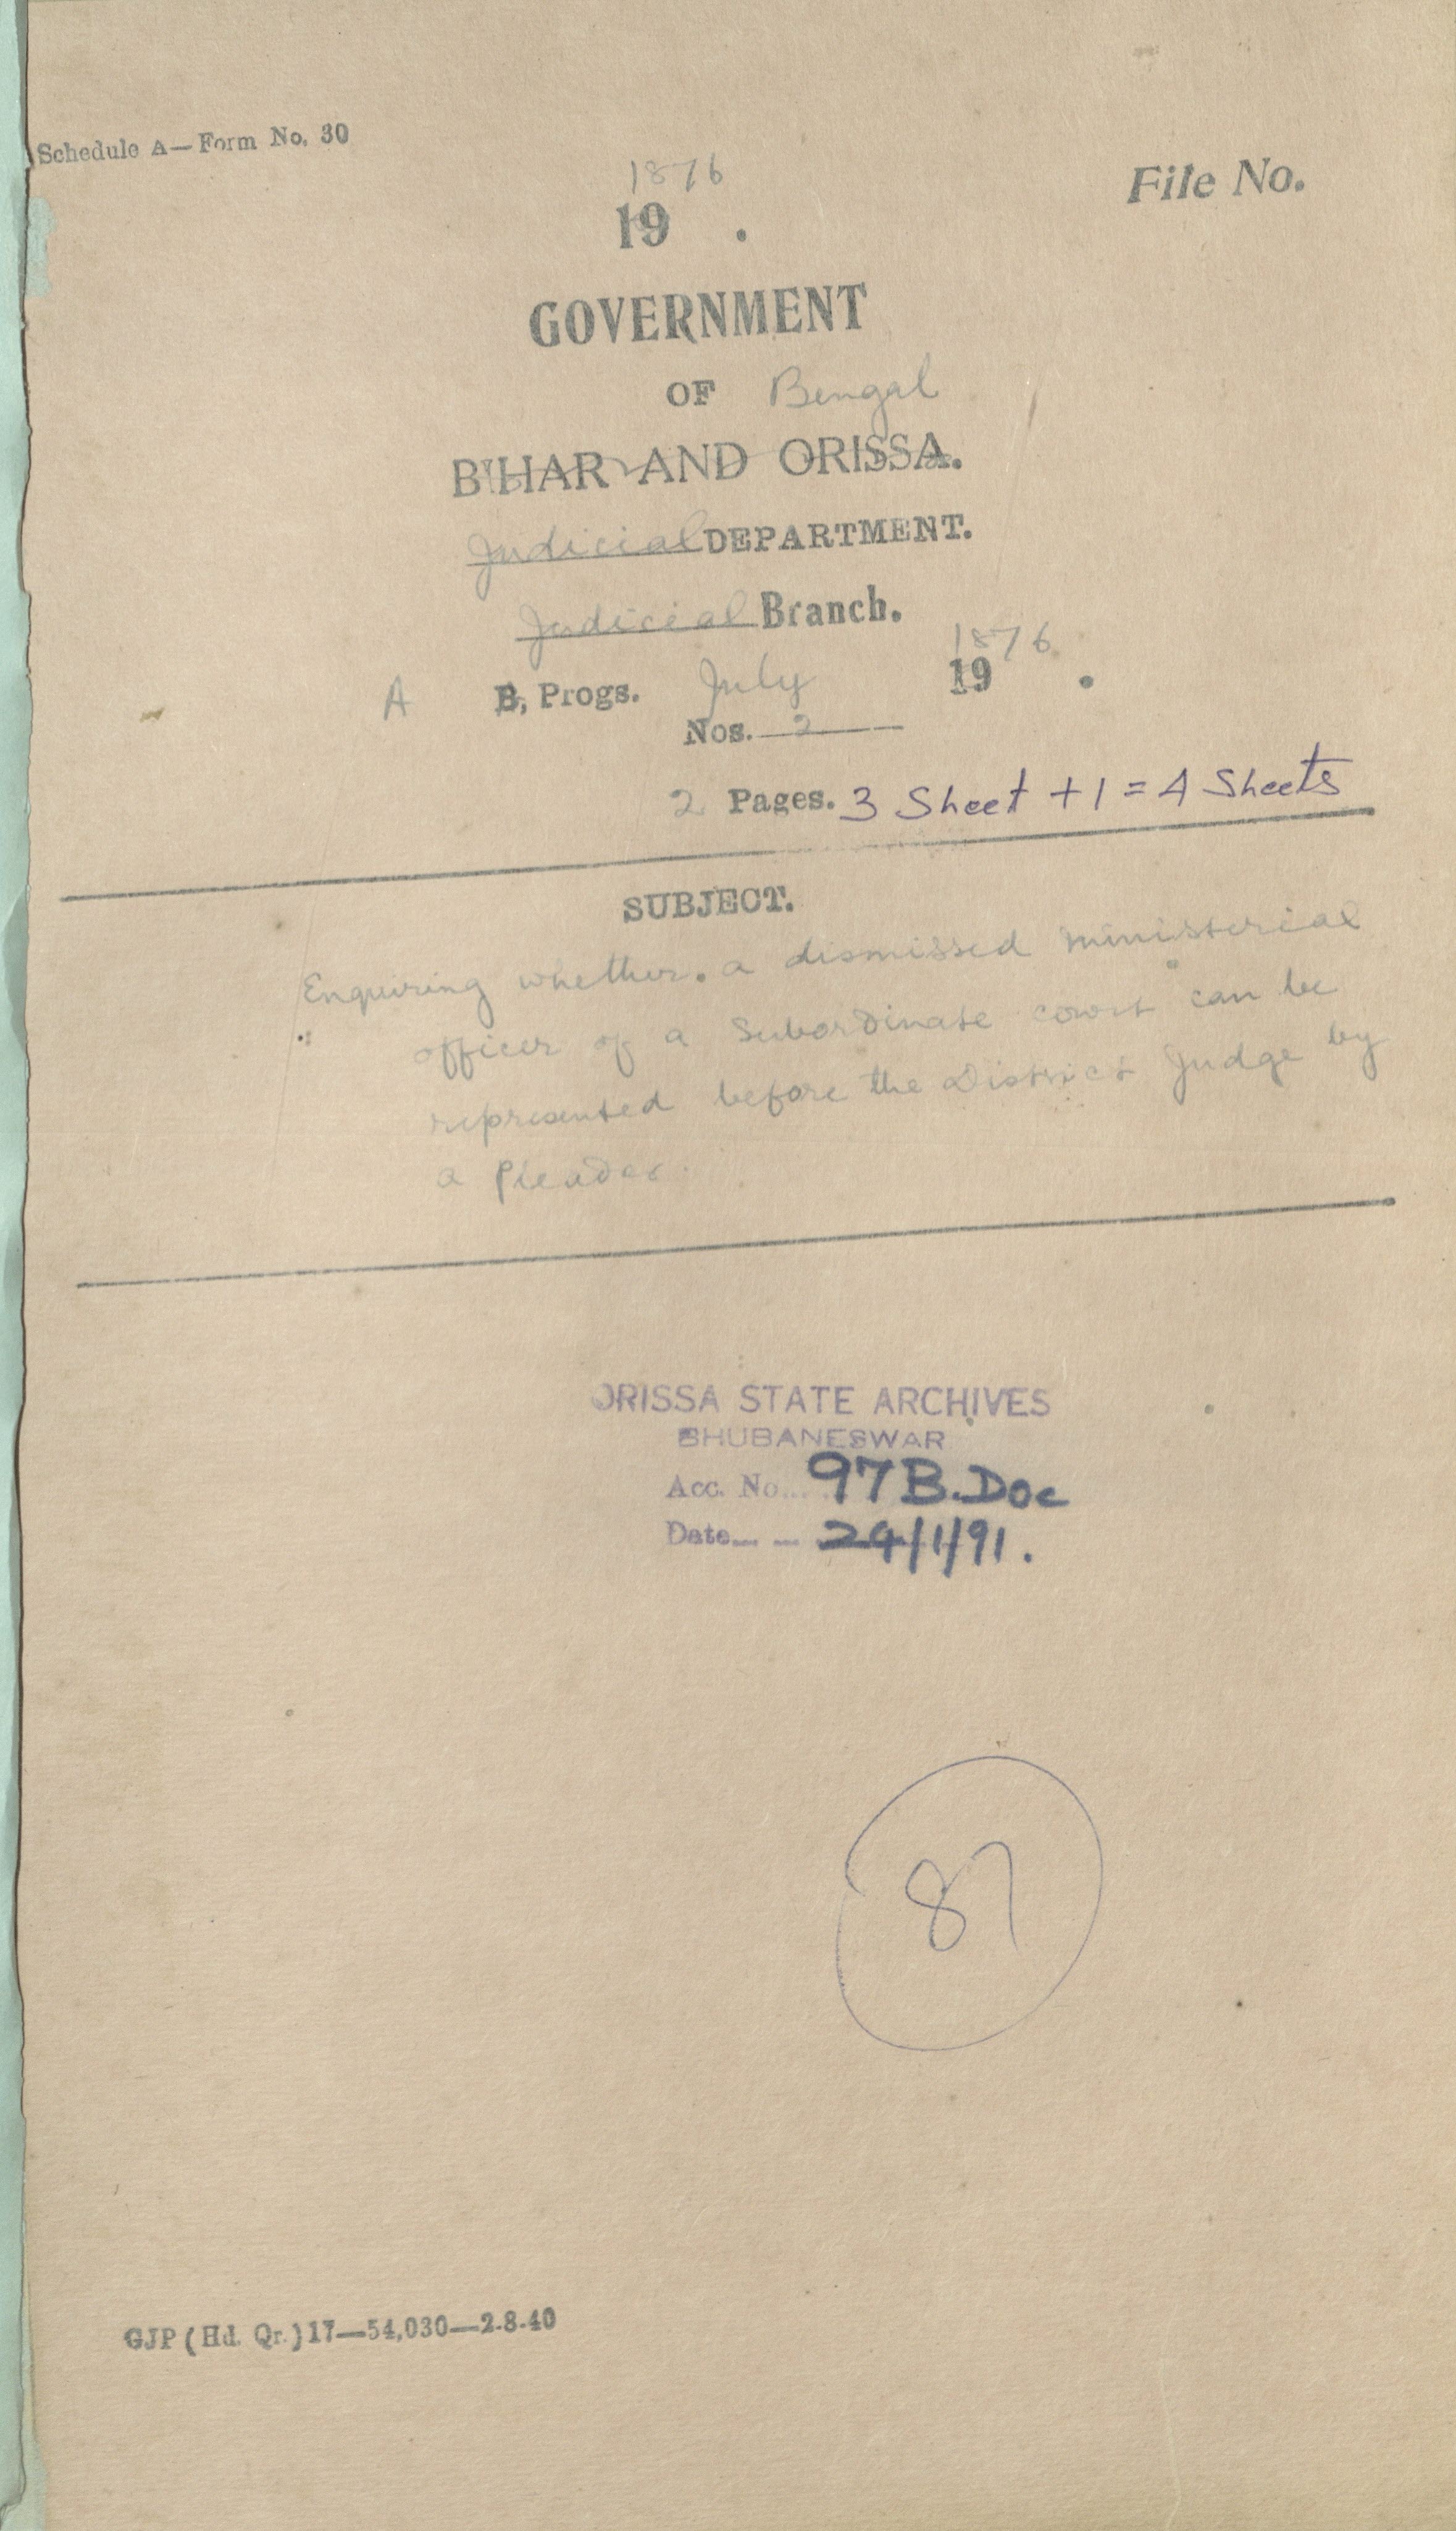 Schedule A—Form No. 30
File No.
1876
19 .
GOVERNMENT
OF Bengal
BIHAR AND ORISSA.
Judicial DEPARTMENT.
Judicial Branch.
A B, Progs. July 1876 19 .
Nos. 2
2 Pages. 3 Sheet + 1 = 4 Sheets
SUBJECT.
Enquiring whether a dismissed ministerial
officer of a Subordinate court can be
represented before the District Judge by
a Pleader.
ORISSA STATE ARCHIVES
BHUBANESWAR
Acc. No... 97 B.Doc
Date... 24/1/91.
87
GJP (Hd. Qr.) 17—54,030—2-8-40